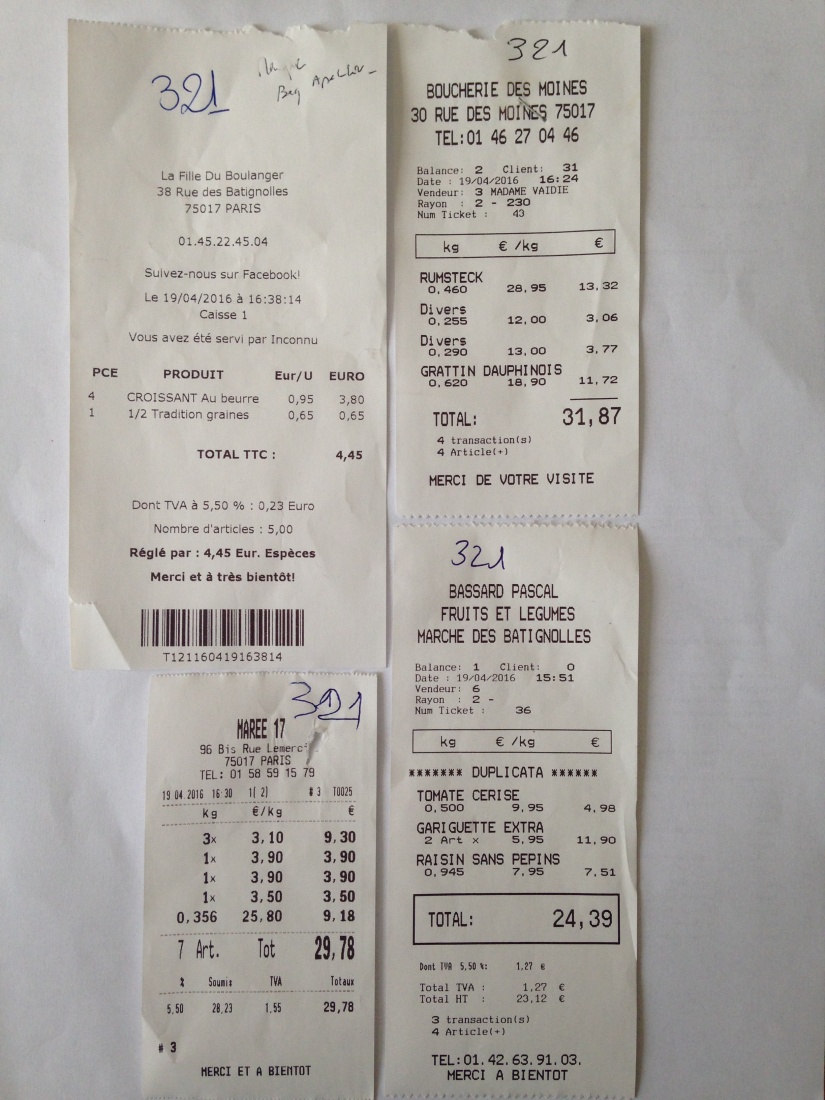 321
La Fille Du Boulanger
38 Rue des Batignolles
75017 PARIS
01.45.22.45.04
Suivez-nous sur Facebook!
Le 19/04/2016 à 16:38:14
Caisse 1
Vous avez été servi par Inconnu
PCE PRODUIT Eur/U EURO
4 CROISSANT Au beurre 0,95 3,80
1 1/2 Tradition graines 0,65 0,65
TOTAL TTC : 4,45
Dont TVA à 5,50 % : 0,23 Euro
Nombre d'articles : 5,00
Réglé par : 4,45 Eur. Espèces
Merci et à très bientôt!
T121160419163814
321
BOUCHERIE DES MOINES
30 RUE DES MOINES 75017
TEL:01 46 27 04 46
Balance: 2 Client: 31
Date : 19/04/2016 16:24
Vendeur: 3 MADAME VAIDIE
Rayon : 2 - 230
Num Ticket : 43
kg € /kg €
RUMSTECK
0,460 28,95 13,32
Divers
0,255 12,00 3,06
Divers
0,290 13,00 3,77
GRATTIN DAUPHINOIS
0,620 18,90 11,72
TOTAL: 31,87
4 transaction(s)
4 Article(+)
MERCI DE VOTRE VISITE
321
MAREE 17
96 Bis Rue Lemerc
75017 PARIS
TEL: 01 58 59 15 79
19 04 2016 16:30 1( 2) # 3 T0025
kg €/kg €
3x 3,10 9,30
1x 3,90 3,90
1x 3,90 3,90
1x 3,50 3,50
0,356 25,80 9,18
7 Art. Tot 29,78
% Soumis TVA Totaux
5,50 28,23 1,55 29,78
# 3
MERCI ET A BIENTOT
321
BASSARD PASCAL
FRUITS ET LEGUMES
MARCHE DES BATIGNOLLES
Balance: 1 Client: 0
Date : 19/04/2016 15:51
Vendeur: 6
Rayon : 2 -
Num Ticket : 36
kg € /kg €
******* DUPLICATA ******
TOMATE CERISE
0,500 9,95 4,98
GARIGUETTE EXTRA
2 Art x 5,95 11,90
RAISIN SANS PEPINS
0,945 7,95 7,51
TOTAL: 24,39
Dont TVA 5,50 %: 1,27 €
Total TVA : 1,27 €
Total HT : 23,12 €
3 transaction(s)
4 Article(+)
TEL:01.42.63.91.03.
MERCI A BIENTOT